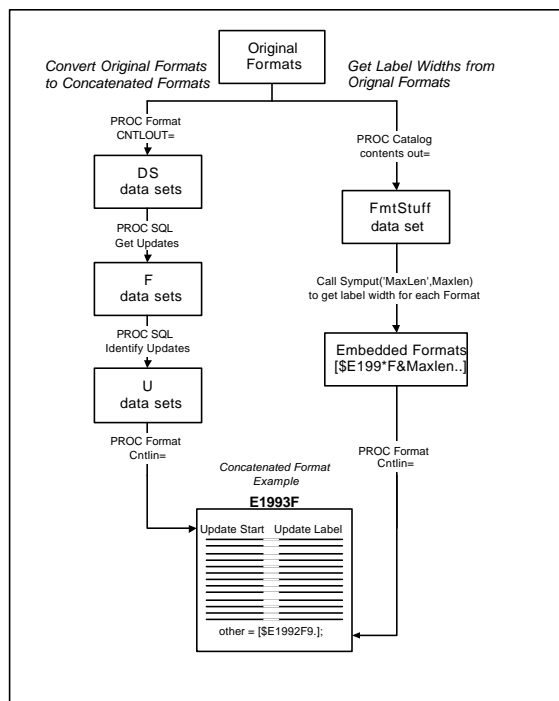 Original
Formats
Convert Original Formats
to Concatenated Formats
Get Label Widths from
Orignal Formats
PROC Format
CNTLOUT=
DS
data sets
PROC SQL
Get Updates
F
data sets
PROC SQL
Identify Updates
U
data sets
PROC Format
Cntlin=
PROC Catalog
contents out=
FmtStuff
data set
Call Symput('MaxLen',Maxlen)
to get label width for each Format
Embedded Formats
[$E199*F&Maxlen..]
PROC Format
Cntlin=
Concatenated Format
Example
E1993F
Update Start Update Label
other = [$E1992F9.];